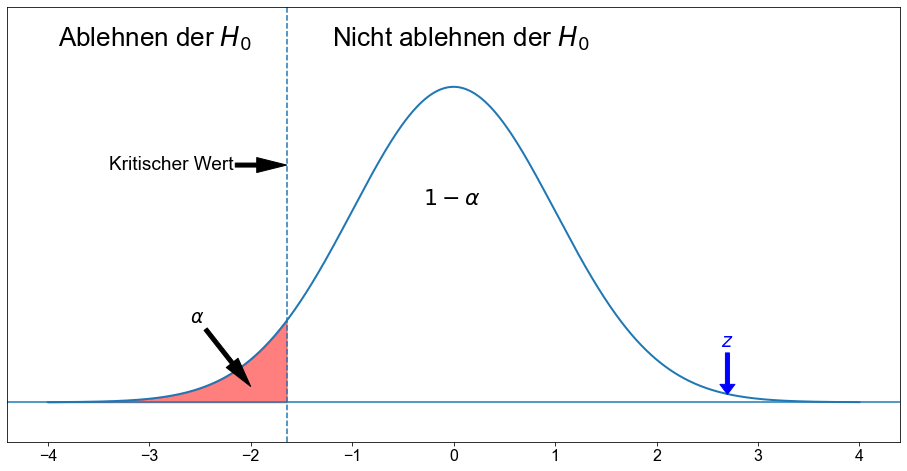 Ablehnen der H₀
Nicht ablehnen der H₀
Kritischer Wert
1 − α
α
z
−4 −3 −2 −1 0 1 2 3 4